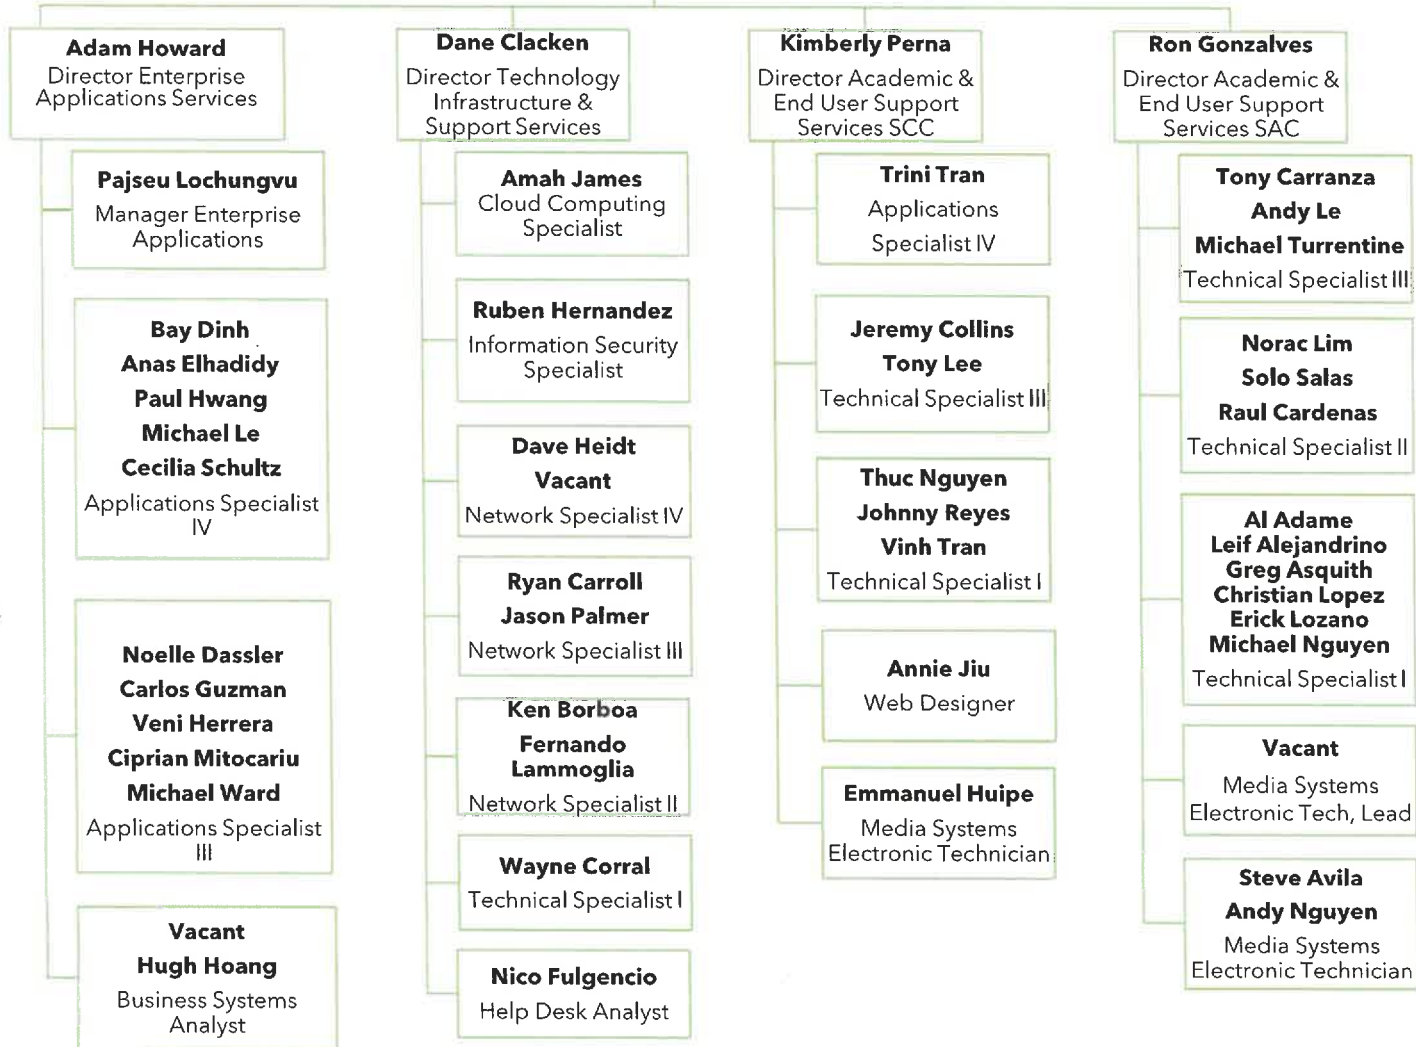 Adam Howard
Director Enterprise
Applications Services
Pajseu Lochungvu
Manager Enterprise
Applications
Bay Dinh
Anas Elhadidy
Paul Hwang
Michael Le
Cecilia Schultz
Applications Specialist
IV
Noelle Dassler
Carlos Guzman
Veni Herrera
Ciprian Mitocariu
Michael Ward
Applications Specialist
III
Vacant
Hugh Hoang
Business Systems
Analyst
Dane Clacken
Director Technology
Infrastructure &
Support Services
Amah James
Cloud Computing
Specialist
Ruben Hernandez
Information Security
Specialist
Dave Heidt
Vacant
Network Specialist IV
Ryan Carroll
Jason Palmer
Network Specialist III
Ken Borboa
Fernando
Lammoglia
Network Specialist II
Wayne Corral
Technical Specialist I
Nico Fulgencio
Help Desk Analyst
Kimberly Perna
Director Academic &
End User Support
Services SCC
Trini Tran
Applications
Specialist IV
Jeremy Collins
Tony Lee
Technical Specialist III
Thuc Nguyen
Johnny Reyes
Vinh Tran
Technical Specialist I
Annie Jiu
Web Designer
Emmanuel Huipe
Media Systems
Electronic Technician
Ron Gonzalves
Director Academic &
End User Support
Services SAC
Tony Carranza
Andy Le
Michael Turrentine
Technical Specialist III
Norac Lim
Solo Salas
Raul Cardenas
Technical Specialist II
Al Adame
Leif Alejandrino
Greg Asquith
Christian Lopez
Erick Lozano
Michael Nguyen
Technical Specialist I
Vacant
Media Systems
Electronic Tech, Lead
Steve Avila
Andy Nguyen
Media Systems
Electronic Technician